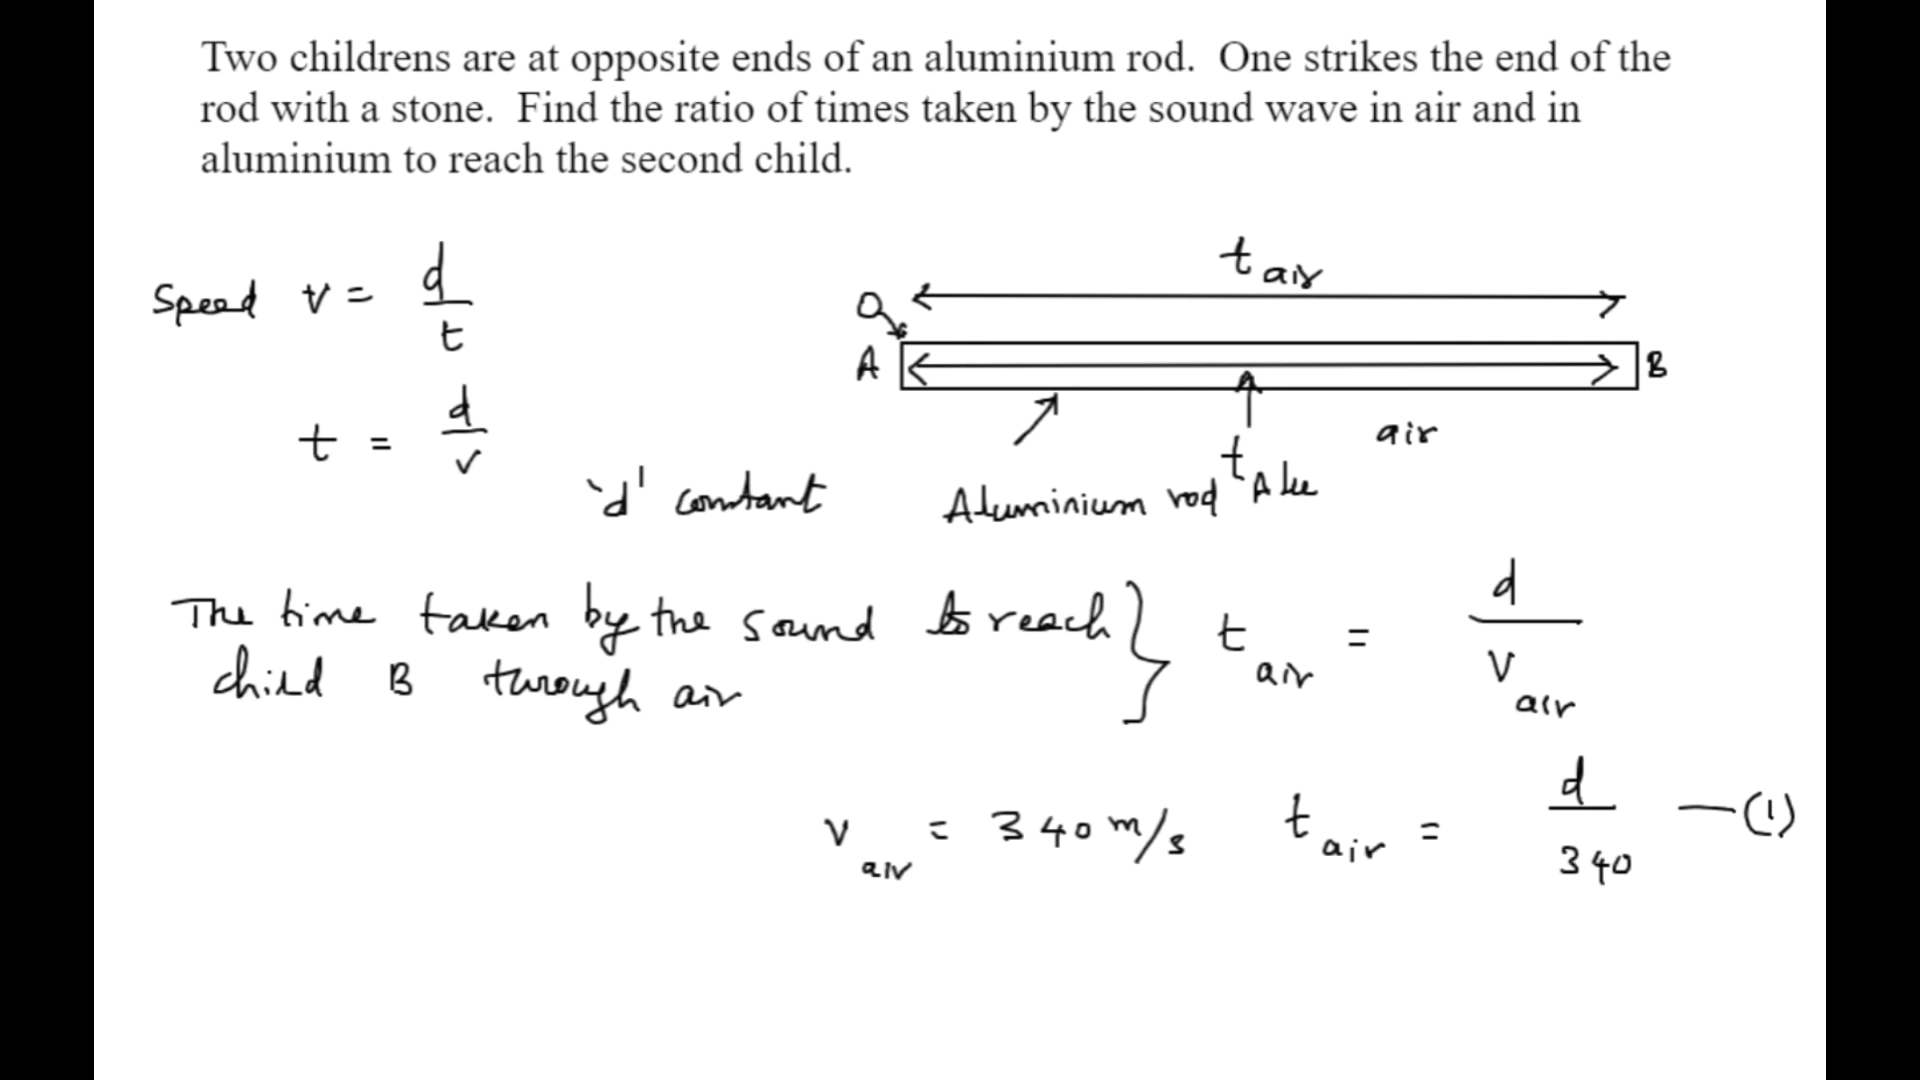 Two childrens are at opposite ends of an aluminium rod. One strikes the end of the
rod with a stone. Find the ratio of times taken by the sound wave in air and in
aluminium to reach the second child.
Speed v = d/t
t air
A B
t = d/v
air
'd' constant
Aluminium rod
t Alu
The time taken by the sound to reach
child B through air
} t air = d / v air
v air = 340 m/s t air = d / 340 —(1)